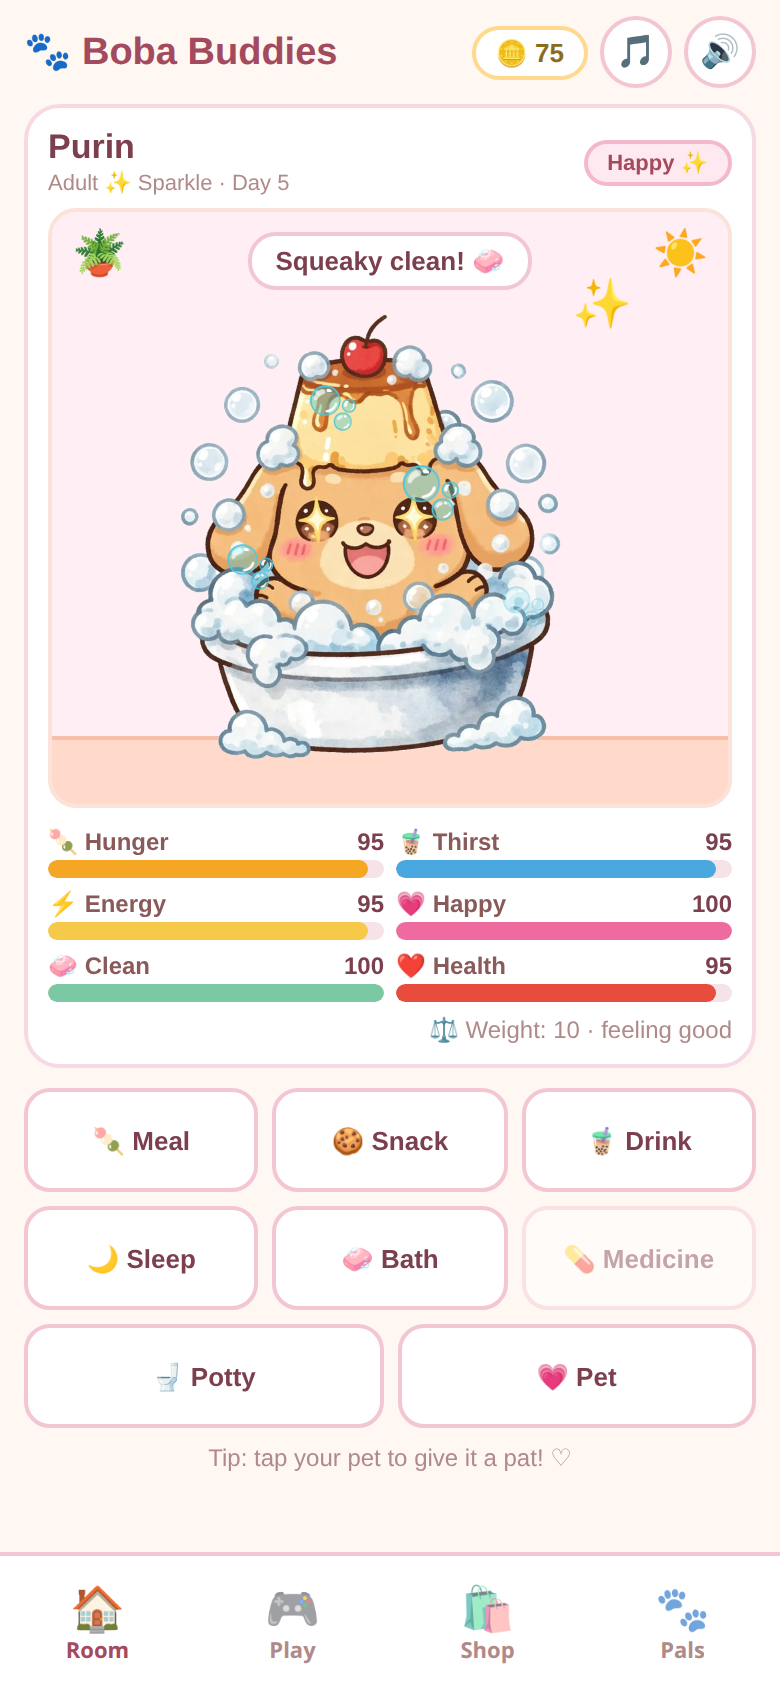 🐾 Boba Buddies
🪙 75
🎵
🔊
Purin
Adult ✨ Sparkle · Day 5
Happy ✨
Squeaky clean! 🧼
🍡 Hunger 95
🧋 Thirst 95
⚡ Energy 95
💗 Happy 100
🧼 Clean 100
❤️ Health 95
⚖️ Weight: 10 · feeling good
🍡 Meal
🍪 Snack
🧋 Drink
🌙 Sleep
🧼 Bath
💊 Medicine
🚽 Potty
💗 Pet
Tip: tap your pet to give it a pat! ♡
Room
Play
Shop
Pals